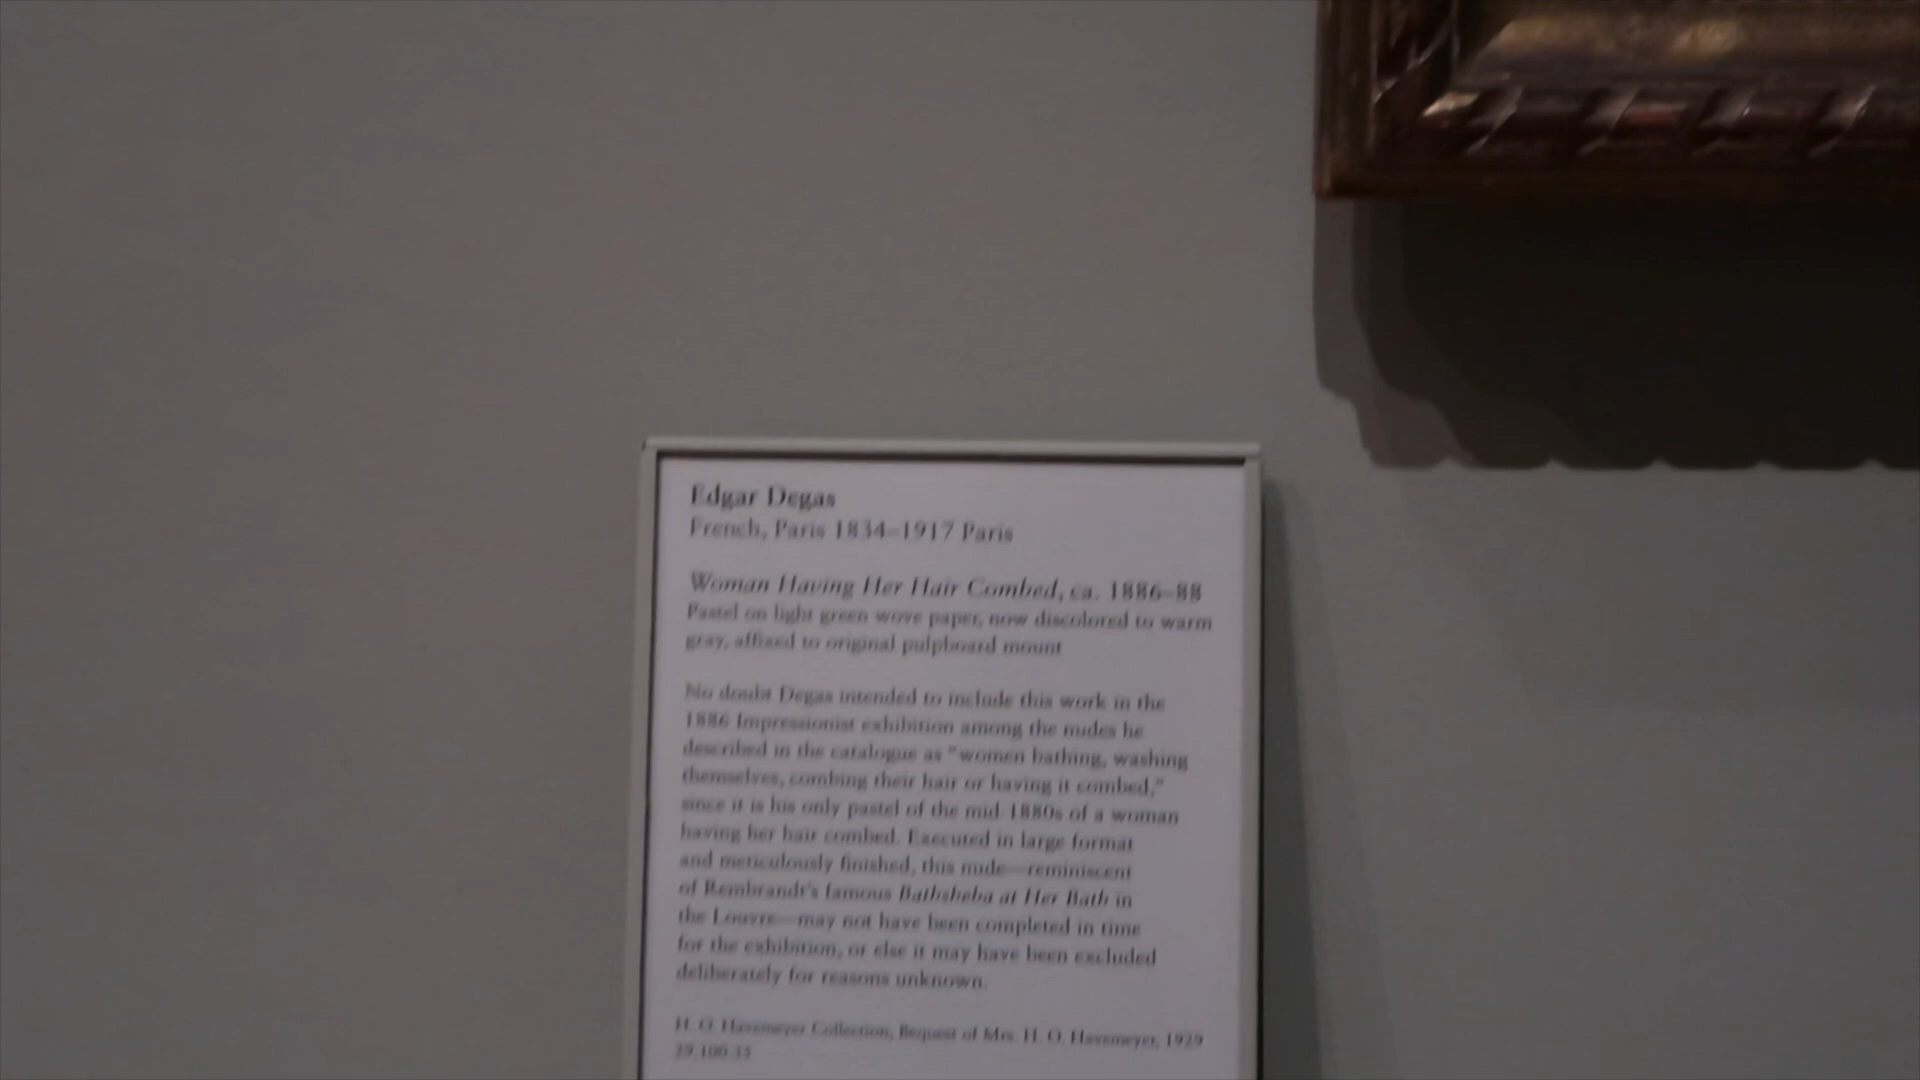 Edgar Degas
French, Paris 1834–1917 Paris
Woman Having Her Hair Combed, ca. 1886–88
Pastel on light green wove paper, now discolored to warm
gray, affixed to original pulpboard mount
No doubt Degas intended to include this work in the
1886 Impressionist exhibition among the nudes he
described in the catalogue as “women bathing, washing
themselves, combing their hair or having it combed,”
since it is his only pastel of the mid-1880s of a woman
having her hair combed. Executed in large format
and meticulously finished, this nude—reminiscent
of Rembrandt’s famous Bathsheba at Her Bath in
the Louvre—may not have been completed in time
for the exhibition, or else it may have been excluded
deliberately for reasons unknown.
H. O. Havemeyer Collection, Bequest of Mrs. H. O. Havemeyer, 1929
29.100.35